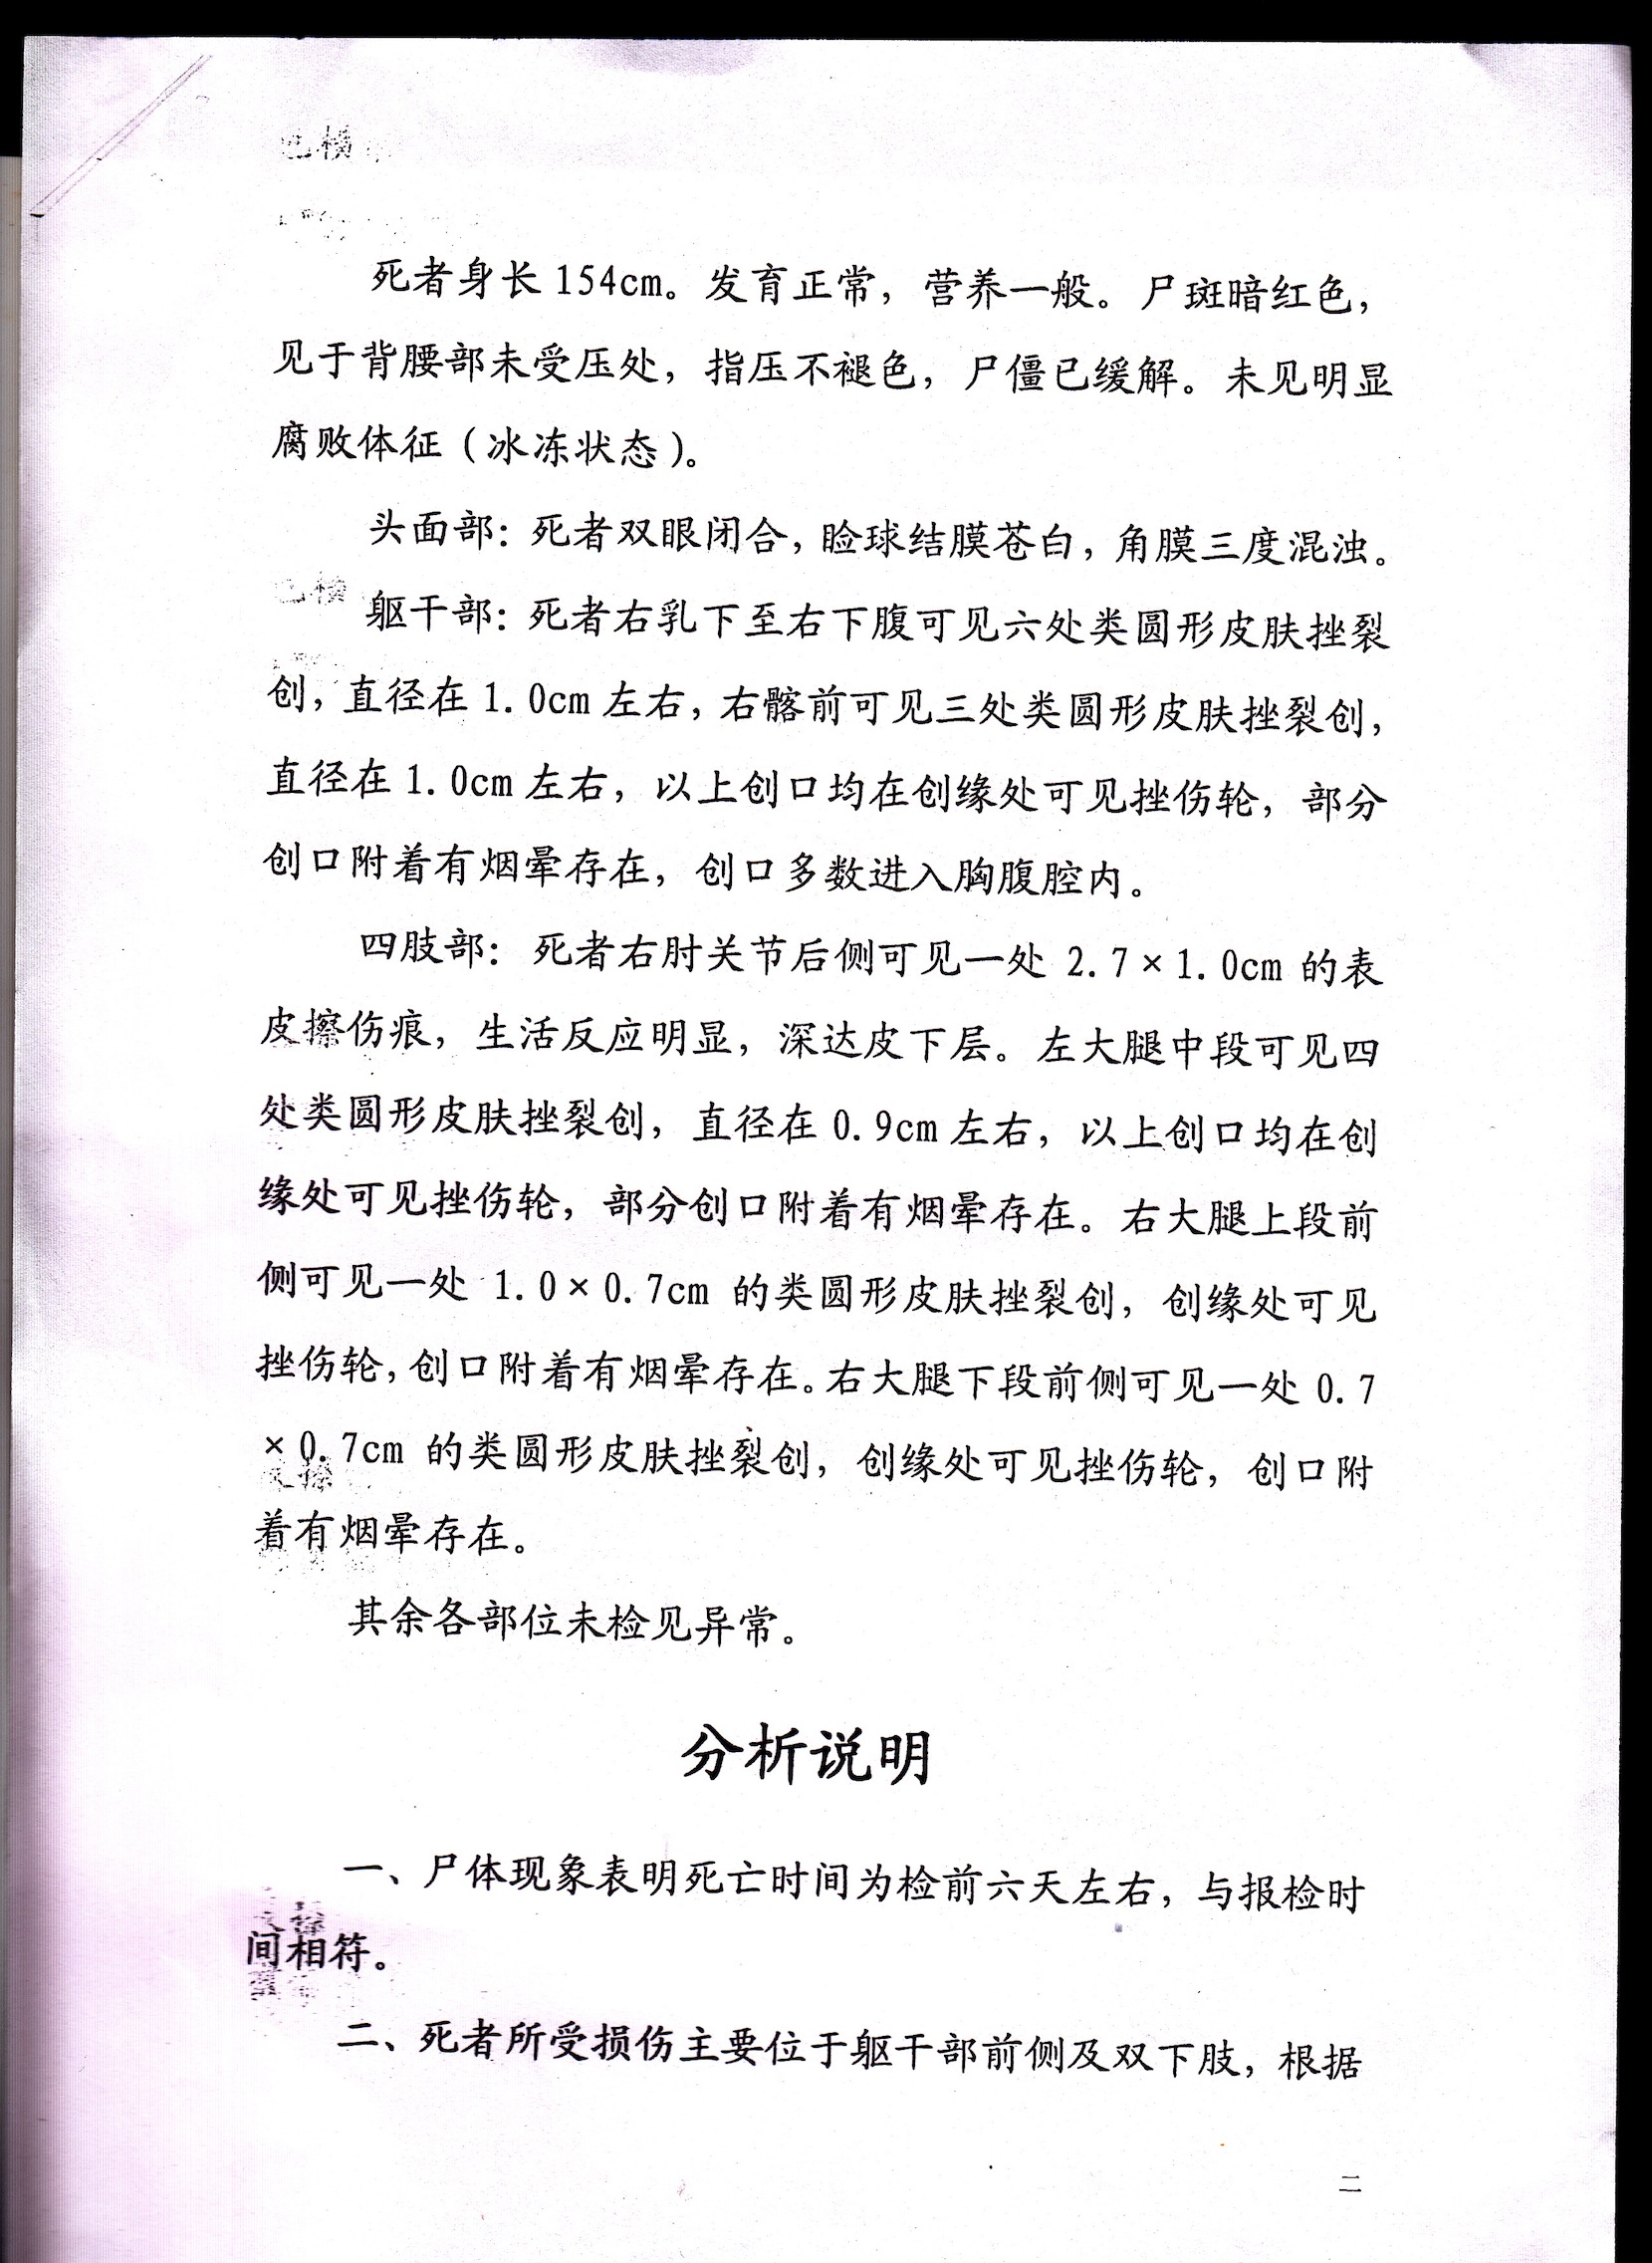 死者身长154cm。发育正常，营养一般。尸斑暗红色，
见于背腰部未受压处，指压不褪色，尸僵已缓解。未见明显
腐败体征（冰冻状态）。
头面部：死者双眼闭合，睑球结膜苍白，角膜三度混浊。
躯干部：死者右乳下至右下腹可见六处类圆形皮肤挫裂
创，直径在1.0cm左右，右髂前可见三处类圆形皮肤挫裂创，
直径在1.0cm左右，以上创口均在创缘处可见挫伤轮，部分
创口附着有烟晕存在，创口多数进入胸腹腔内。
四肢部：死者右肘关节后侧可见一处 2.7×1.0cm 的表
皮擦伤痕，生活反应明显，深达皮下层。左大腿中段可见四
处类圆形皮肤挫裂创，直径在0.9cm左右，以上创口均在创
缘处可见挫伤轮，部分创口附着有烟晕存在。右大腿上段前
侧可见一处 1.0×0.7cm 的类圆形皮肤挫裂创，创缘处可见
挫伤轮，创口附着有烟晕存在。右大腿下段前侧可见一处 0.7
×0.7cm 的类圆形皮肤挫裂创，创缘处可见挫伤轮，创口附
着有烟晕存在。
其余各部位未检见异常。
分析说明
一、尸体现象表明死亡时间为检前六天左右，与报检时
间相符。
二、死者所受损伤主要位于躯干部前侧及双下肢，根据
二